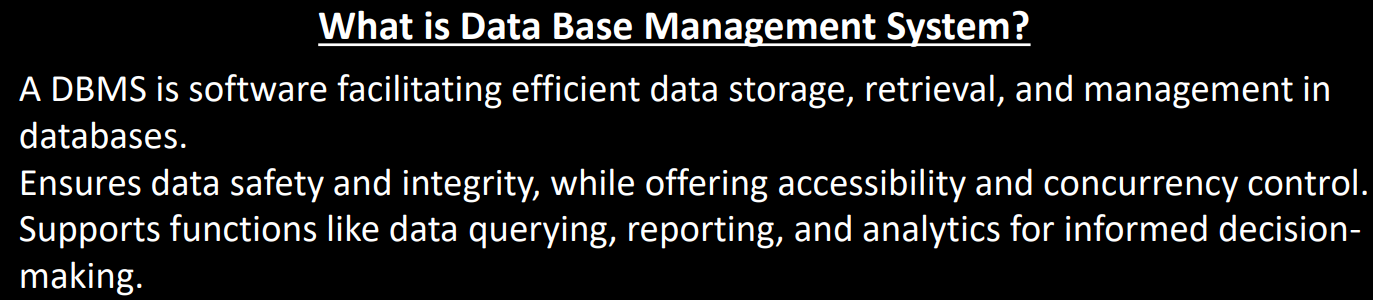 What is Data Base Management System?
A DBMS is software facilitating efficient data storage, retrieval, and management in
databases.
Ensures data safety and integrity, while offering accessibility and concurrency control.
Supports functions like data querying, reporting, and analytics for informed decision-
making.